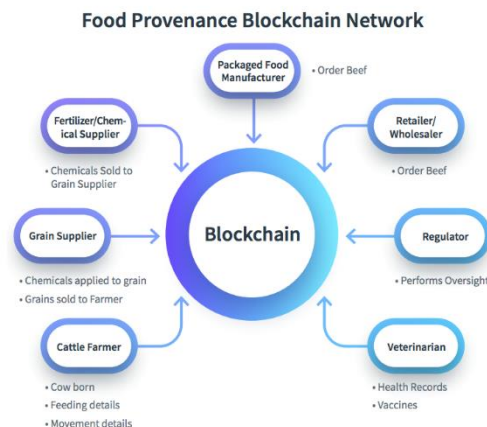 Food Provenance Blockchain Network
Packaged Food
Manufacturer
• Order Beef
Fertilizer/Chem-
ical Supplier
• Chemicals Sold to
Grain Supplier
Retailer/
Wholesaler
• Order Beef
Grain Supplier
• Chemicals applied to grain
• Grains sold to Farmer
Blockchain
Regulator
• Performs Oversight
Cattle Farmer
• Cow born
• Feeding details
• Movement details
Veterinarian
• Health Records
• Vaccines